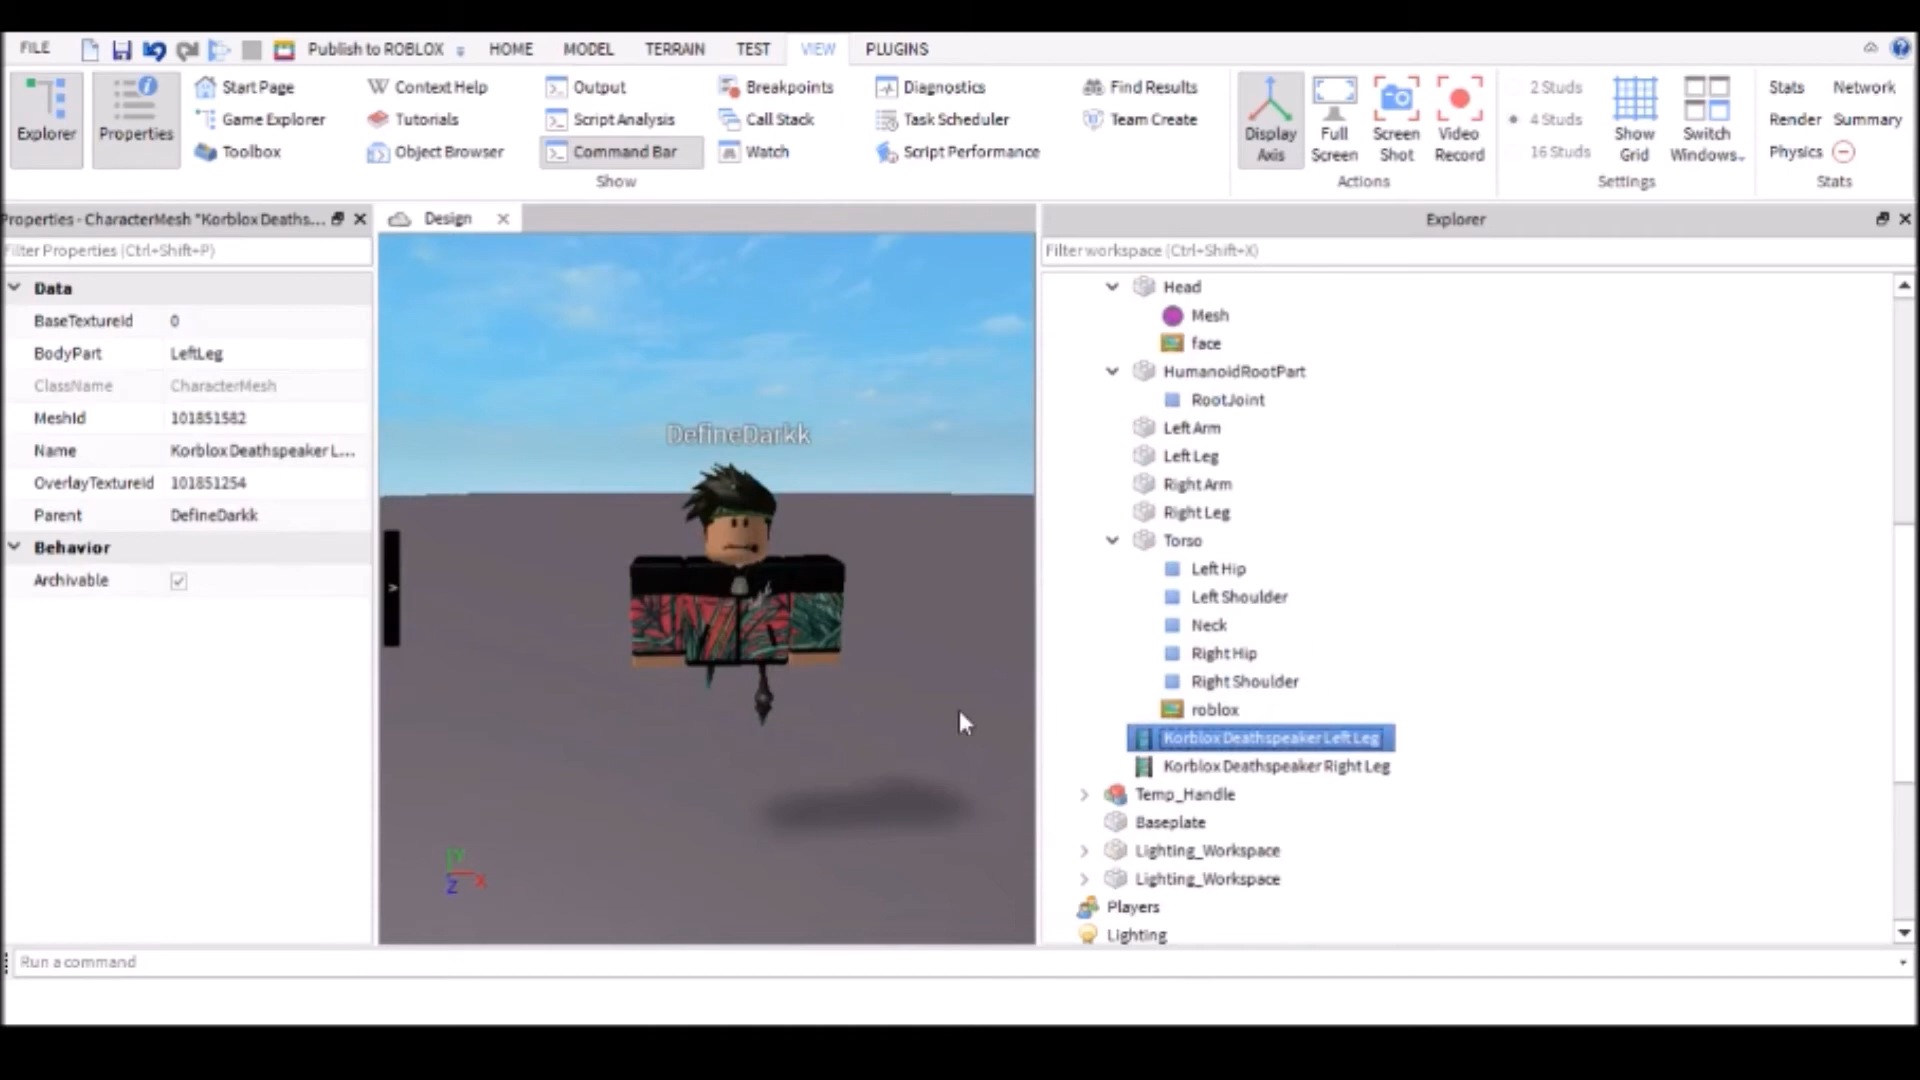 FILE Publish to ROBLOX HOME MODEL TERRAIN TEST VIEW PLUGINS
Explorer
Properties
Start Page
Game Explorer
Toolbox
Context Help
Tutorials
Object Browser
Output
Script Analysis
Command Bar
Breakpoints
Call Stack
Watch
Diagnostics
Task Scheduler
Script Performance
Find Results
Team Create
Show
Display Axis
Full Screen
Screen Shot
Video Record
Actions
2 Studs
4 Studs
16 Studs
Show Grid
Switch Windows
Settings
Stats Network
Render Summary
Physics
Stats
Properties - CharacterMesh "Korblox Deaths...
Filter Properties (Ctrl+Shift+P)
Data
BaseTextureId 0
BodyPart LeftLeg
ClassName CharacterMesh
MeshId 101851582
Name Korblox Deathspeaker L...
OverlayTextureId 101851254
Parent DefineDarkk
Behavior
Archivable
Design
DefineDarkk
Y
Z X
Explorer
Filter workspace (Ctrl+Shift+X)
Head
Mesh
face
HumanoidRootPart
RootJoint
Left Arm
Left Leg
Right Arm
Right Leg
Torso
Left Hip
Left Shoulder
Neck
Right Hip
Right Shoulder
roblox
Korblox Deathspeaker Left Leg
Korblox Deathspeaker Right Leg
Temp_Handle
Baseplate
Lighting_Workspace
Lighting_Workspace
Players
Lighting
Run a command